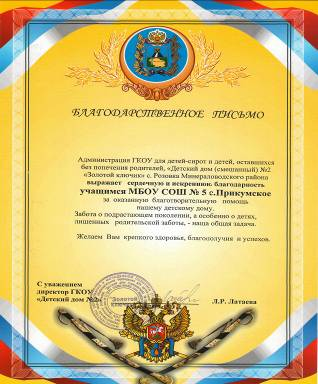 БЛАГОДАРСТВЕННОЕ ПИСЬМО
Администрация ГКОУ для детей-сирот и детей, оставшихся
без попечения родителей, «Детский дом (смешанный) №2
«Золотой ключик» с. Розовка Минераловодского района
выражает сердечную и искреннюю благодарность
учащимся МБОУ СОШ № 5 с.Прикумское
за оказанную благотворительную помощь
нашему детскому дому.
Забота о подрастающем поколении, а особенно о детях,
лишенных родительской заботы, - наша общая задача.
Желаем Вам крепкого здоровья, благополучия и успехов.
С уважением
директор ГКОУ
«Детский дом №2»
Золотой
ключик
Л.Р. Латаева